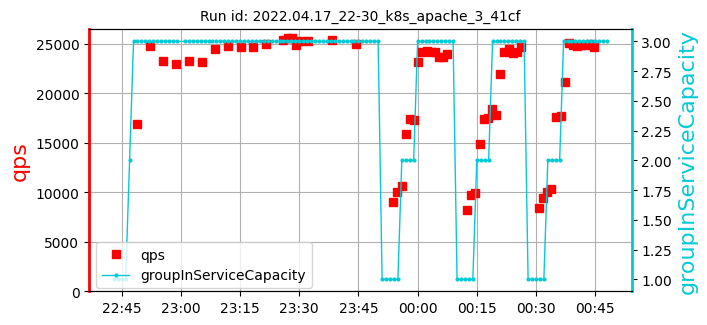 Run id: 2022.04.17_22-30_k8s_apache_3_41cf
qps
25000
20000
15000
10000
5000
0
groupInServiceCapacity
3.00
2.75
2.50
2.25
2.00
1.75
1.50
1.25
1.00
qps
groupInServiceCapacity
22:45 23:00 23:15 23:30 23:45 00:00 00:15 00:30 00:45